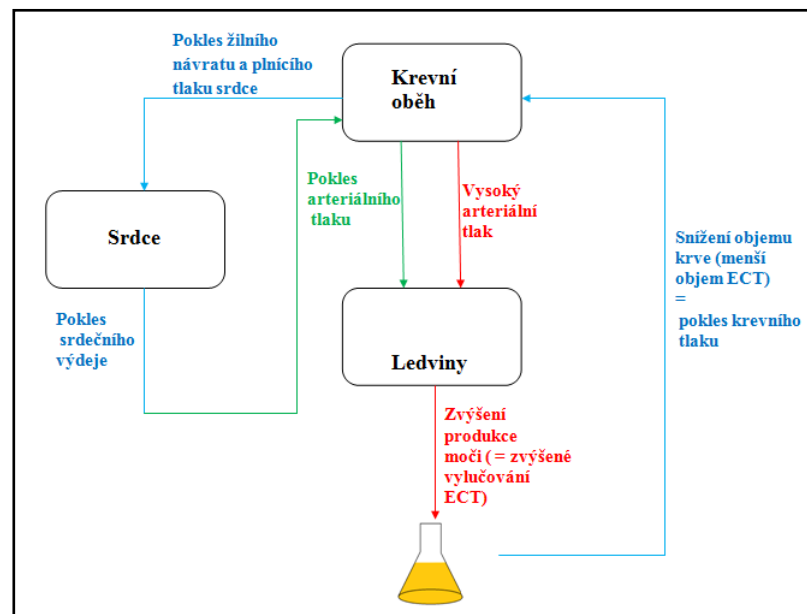 Pokles žilního
návratu a plnícího
tlaku srdce
Krevní
oběh
Pokles
arteriálního
tlaku
Vysoký
arteriální
tlak
Srdce
Snížení objemu
krve (menší
objem ECT)
=
pokles krevního
tlaku
Pokles
srdečního
výdeje
Ledviny
Zvýšení
produkce
moči ( = zvýšené
vylučování
ECT)